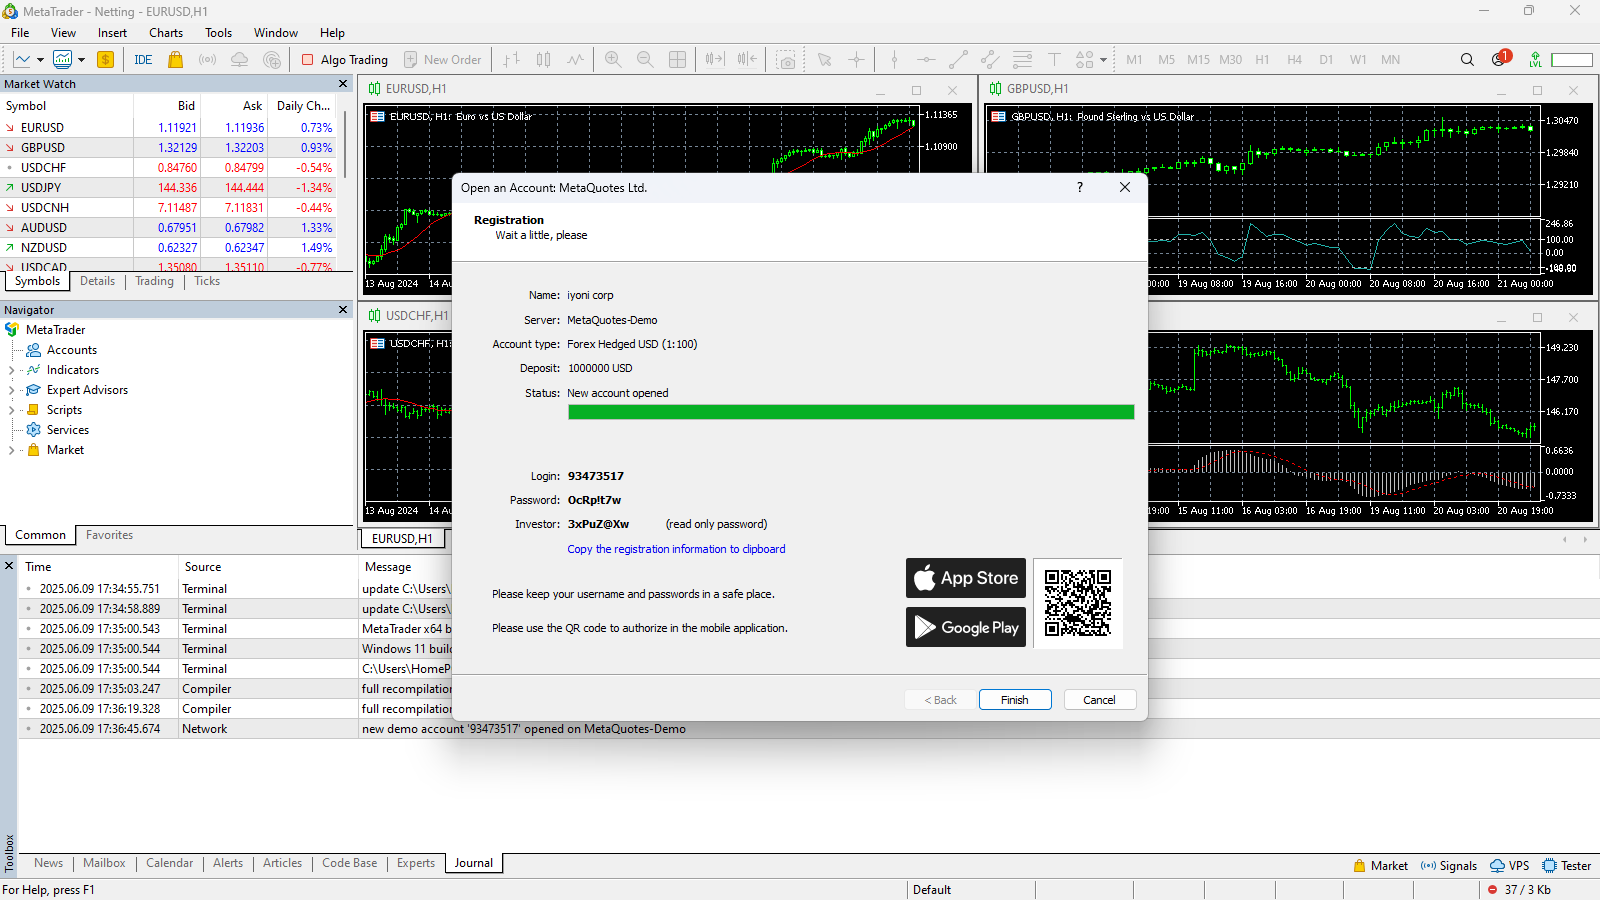 MetaTrader - Netting - EURUSD,H1
File View Insert Charts Tools Window Help
IDE Algo Trading New Order M1 M5 M15 M30 H1 H4 D1 W1 MN 1 LVL
Market Watch
Symbol Bid Ask Daily Ch...
EURUSD 1.11921 1.11936 0.73%
GBPUSD 1.32129 1.32203 0.93%
USDCHF 0.84760 0.84799 -0.54%
USDJPY 144.336 144.444 -1.34%
USDCNH 7.11487 7.11831 -0.44%
AUDUSD 0.67951 0.67982 1.33%
NZDUSD 0.62327 0.62347 1.49%
USDCAD 1.35080 1.35110 -0.77%
Symbols Details Trading Ticks
Navigator
MetaTrader
Accounts
Indicators
Expert Advisors
Scripts
Services
Market
Common Favorites
EURUSD,H1
EURUSD, H1: Euro vs US Dollar
1.11365
1.10900
13 Aug 2024 14 Au
GBPUSD,H1
GBPUSD, H1: Pound Sterling vs US Dollar
1.30470
1.29840
1.29210
246.86
100.00
0.00
00:00 19 Aug 08:00 19 Aug 16:00 20 Aug 00:00 20 Aug 08:00 20 Aug 16:00 21 Aug 00:00
USDCHF,H1
USDCHF, H1:
13 Aug 2024 14 Au
149.230
147.700
146.170
0.6636
0.0000
-0.7333
19:00 15 Aug 11:00 16 Aug 03:00 16 Aug 19:00 19 Aug 11:00 20 Aug 03:00 20 Aug 19:00
EURUSD,H1
Open an Account: MetaQuotes Ltd. ?
Registration
Wait a little, please
Name: iyoni corp
Server: MetaQuotes-Demo
Account type: Forex Hedged USD (1:100)
Deposit: 1000000 USD
Status: New account opened
Login: 93473517
Password: OcRp!t7w
Investor: 3xPuZ@Xw (read only password)
Copy the registration information to clipboard
Please keep your username and passwords in a safe place.
Please use the QR code to authorize in the mobile application.
App Store
Google Play
< Back Finish Cancel
Time Source Message
2025.06.09 17:34:55.751 Terminal update C:\Users\
2025.06.09 17:34:58.889 Terminal update C:\Users\
2025.06.09 17:35:00.543 Terminal MetaTrader x64 b
2025.06.09 17:35:00.544 Terminal Windows 11 build
2025.06.09 17:35:00.544 Terminal C:\Users\HomeP
2025.06.09 17:35:03.247 Compiler full recompilation
2025.06.09 17:36:19.328 Compiler full recompilation
2025.06.09 17:36:45.674 Network new demo account '93473517' opened on MetaQuotes-Demo
Toolbox
News Mailbox Calendar Alerts Articles Code Base Experts Journal
Market Signals VPS Tester
For Help, press F1 Default 37 / 3 Kb